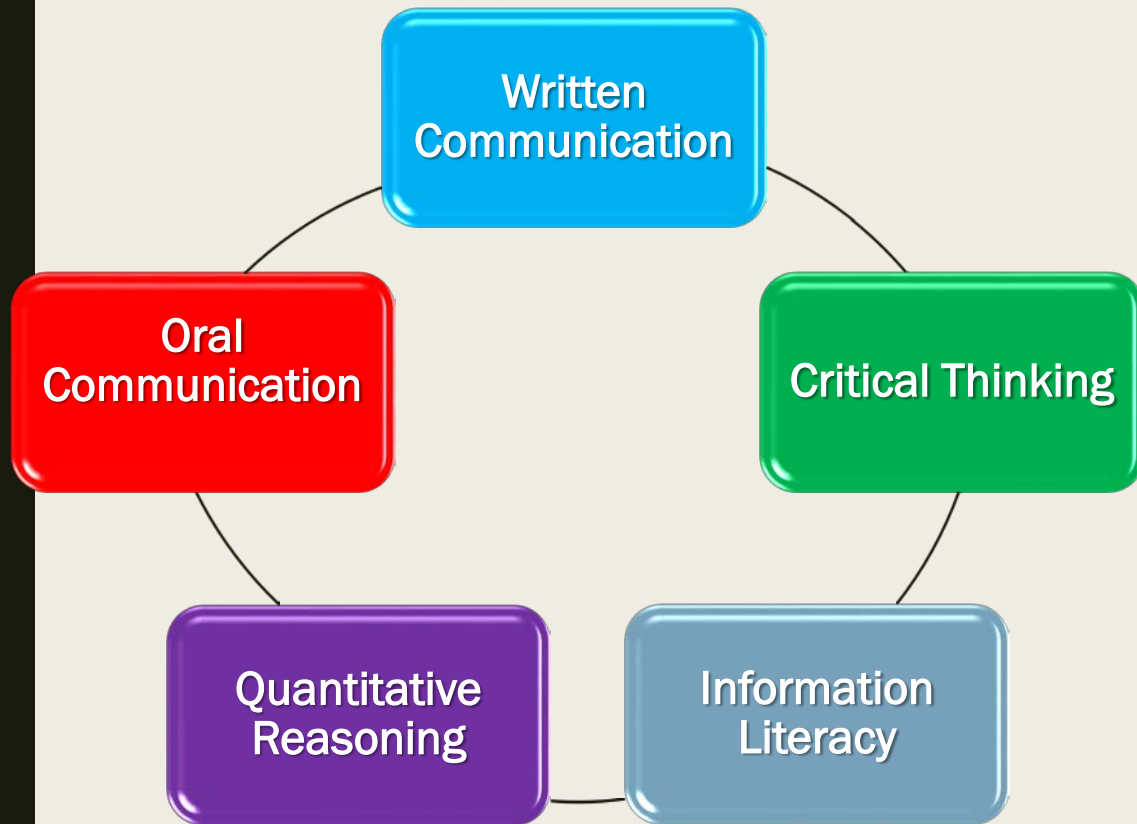 Written
Communication
Oral
Communication
Critical Thinking
Quantitative
Reasoning
Information
Literacy